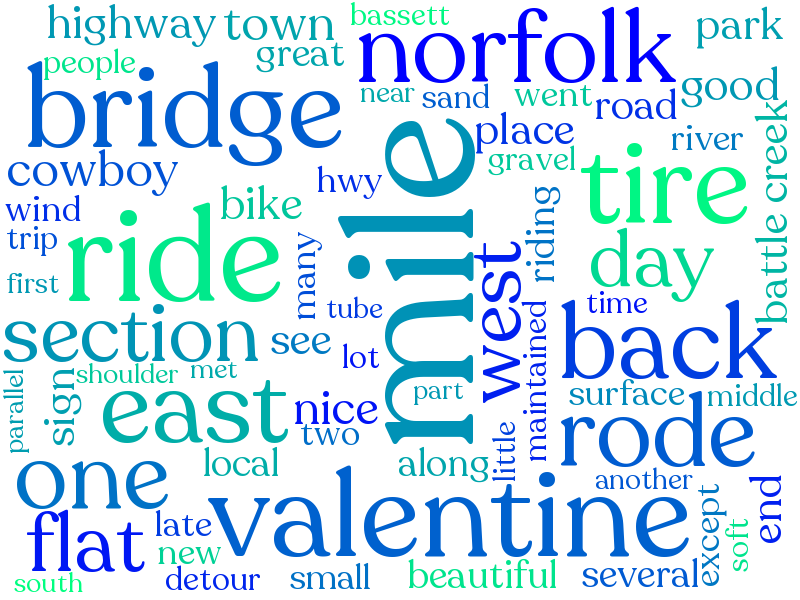 highway
town
bassett
park
people
great
norfolk
good
bridge
near
sand
went
road
place
river
cowboy
hwy
gravel
tire
battle creek
wind
bike
trip
ride
many
mile
riding
day
first
tube
west
time
section
see
lot
maintained
back
shoulder
met
part
surface
middle
parallel
sign
east
nice
two
little
rode
local
along
another
one
valentine
except
soft
end
flat
late
new
detour
small
beautiful
several
south